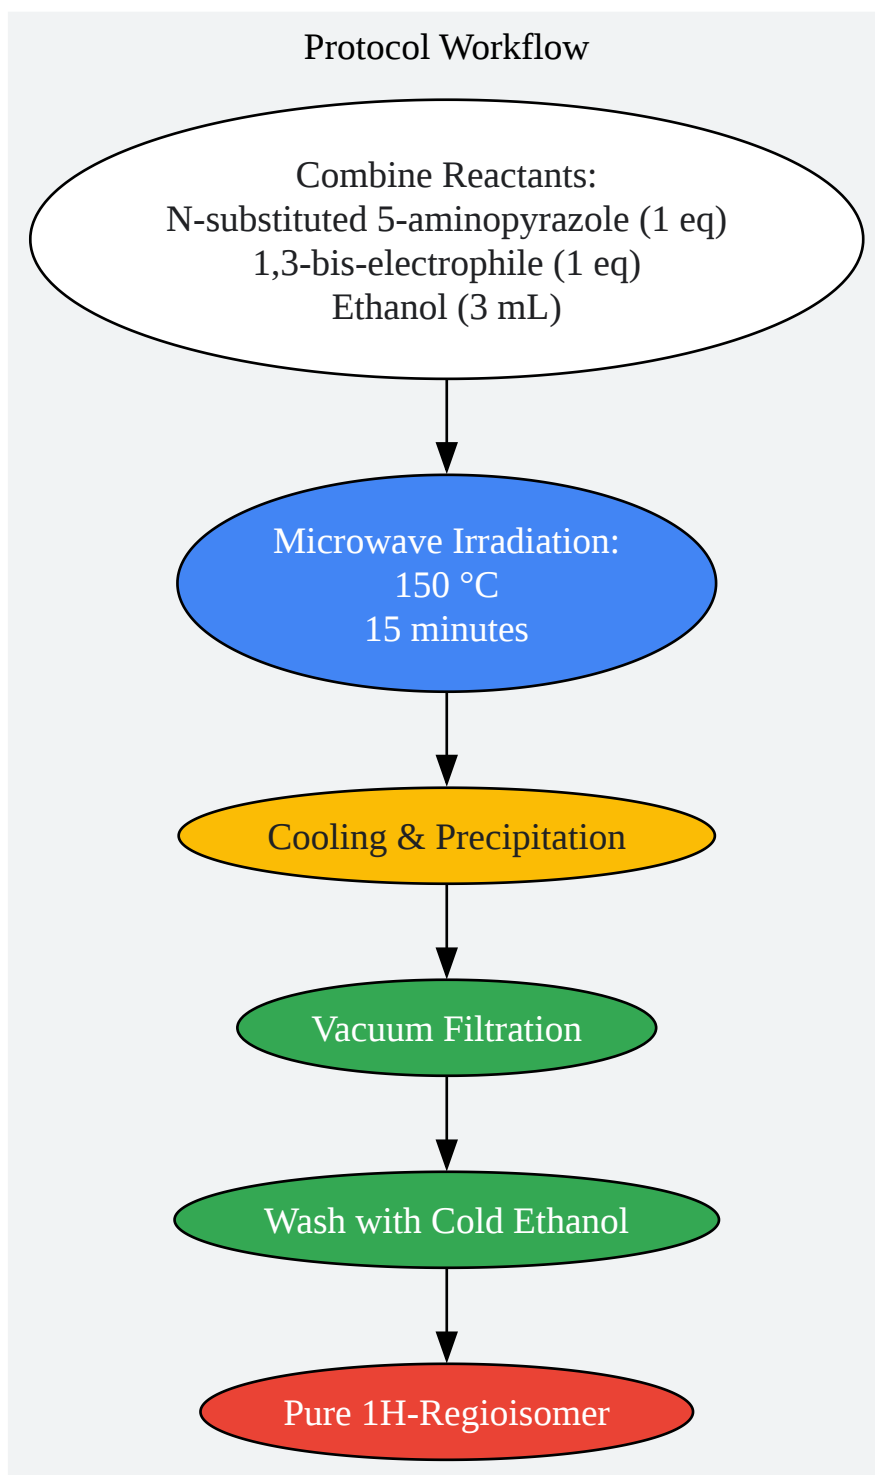 Protocol Workflow
Combine Reactants:
N-substituted 5-aminopyrazole (1 eq)
1,3-bis-electrophile (1 eq)
Ethanol (3 mL)
Microwave Irradiation:
150 °C
15 minutes
Cooling & Precipitation
Vacuum Filtration
Wash with Cold Ethanol
Pure 1H-Regioisomer